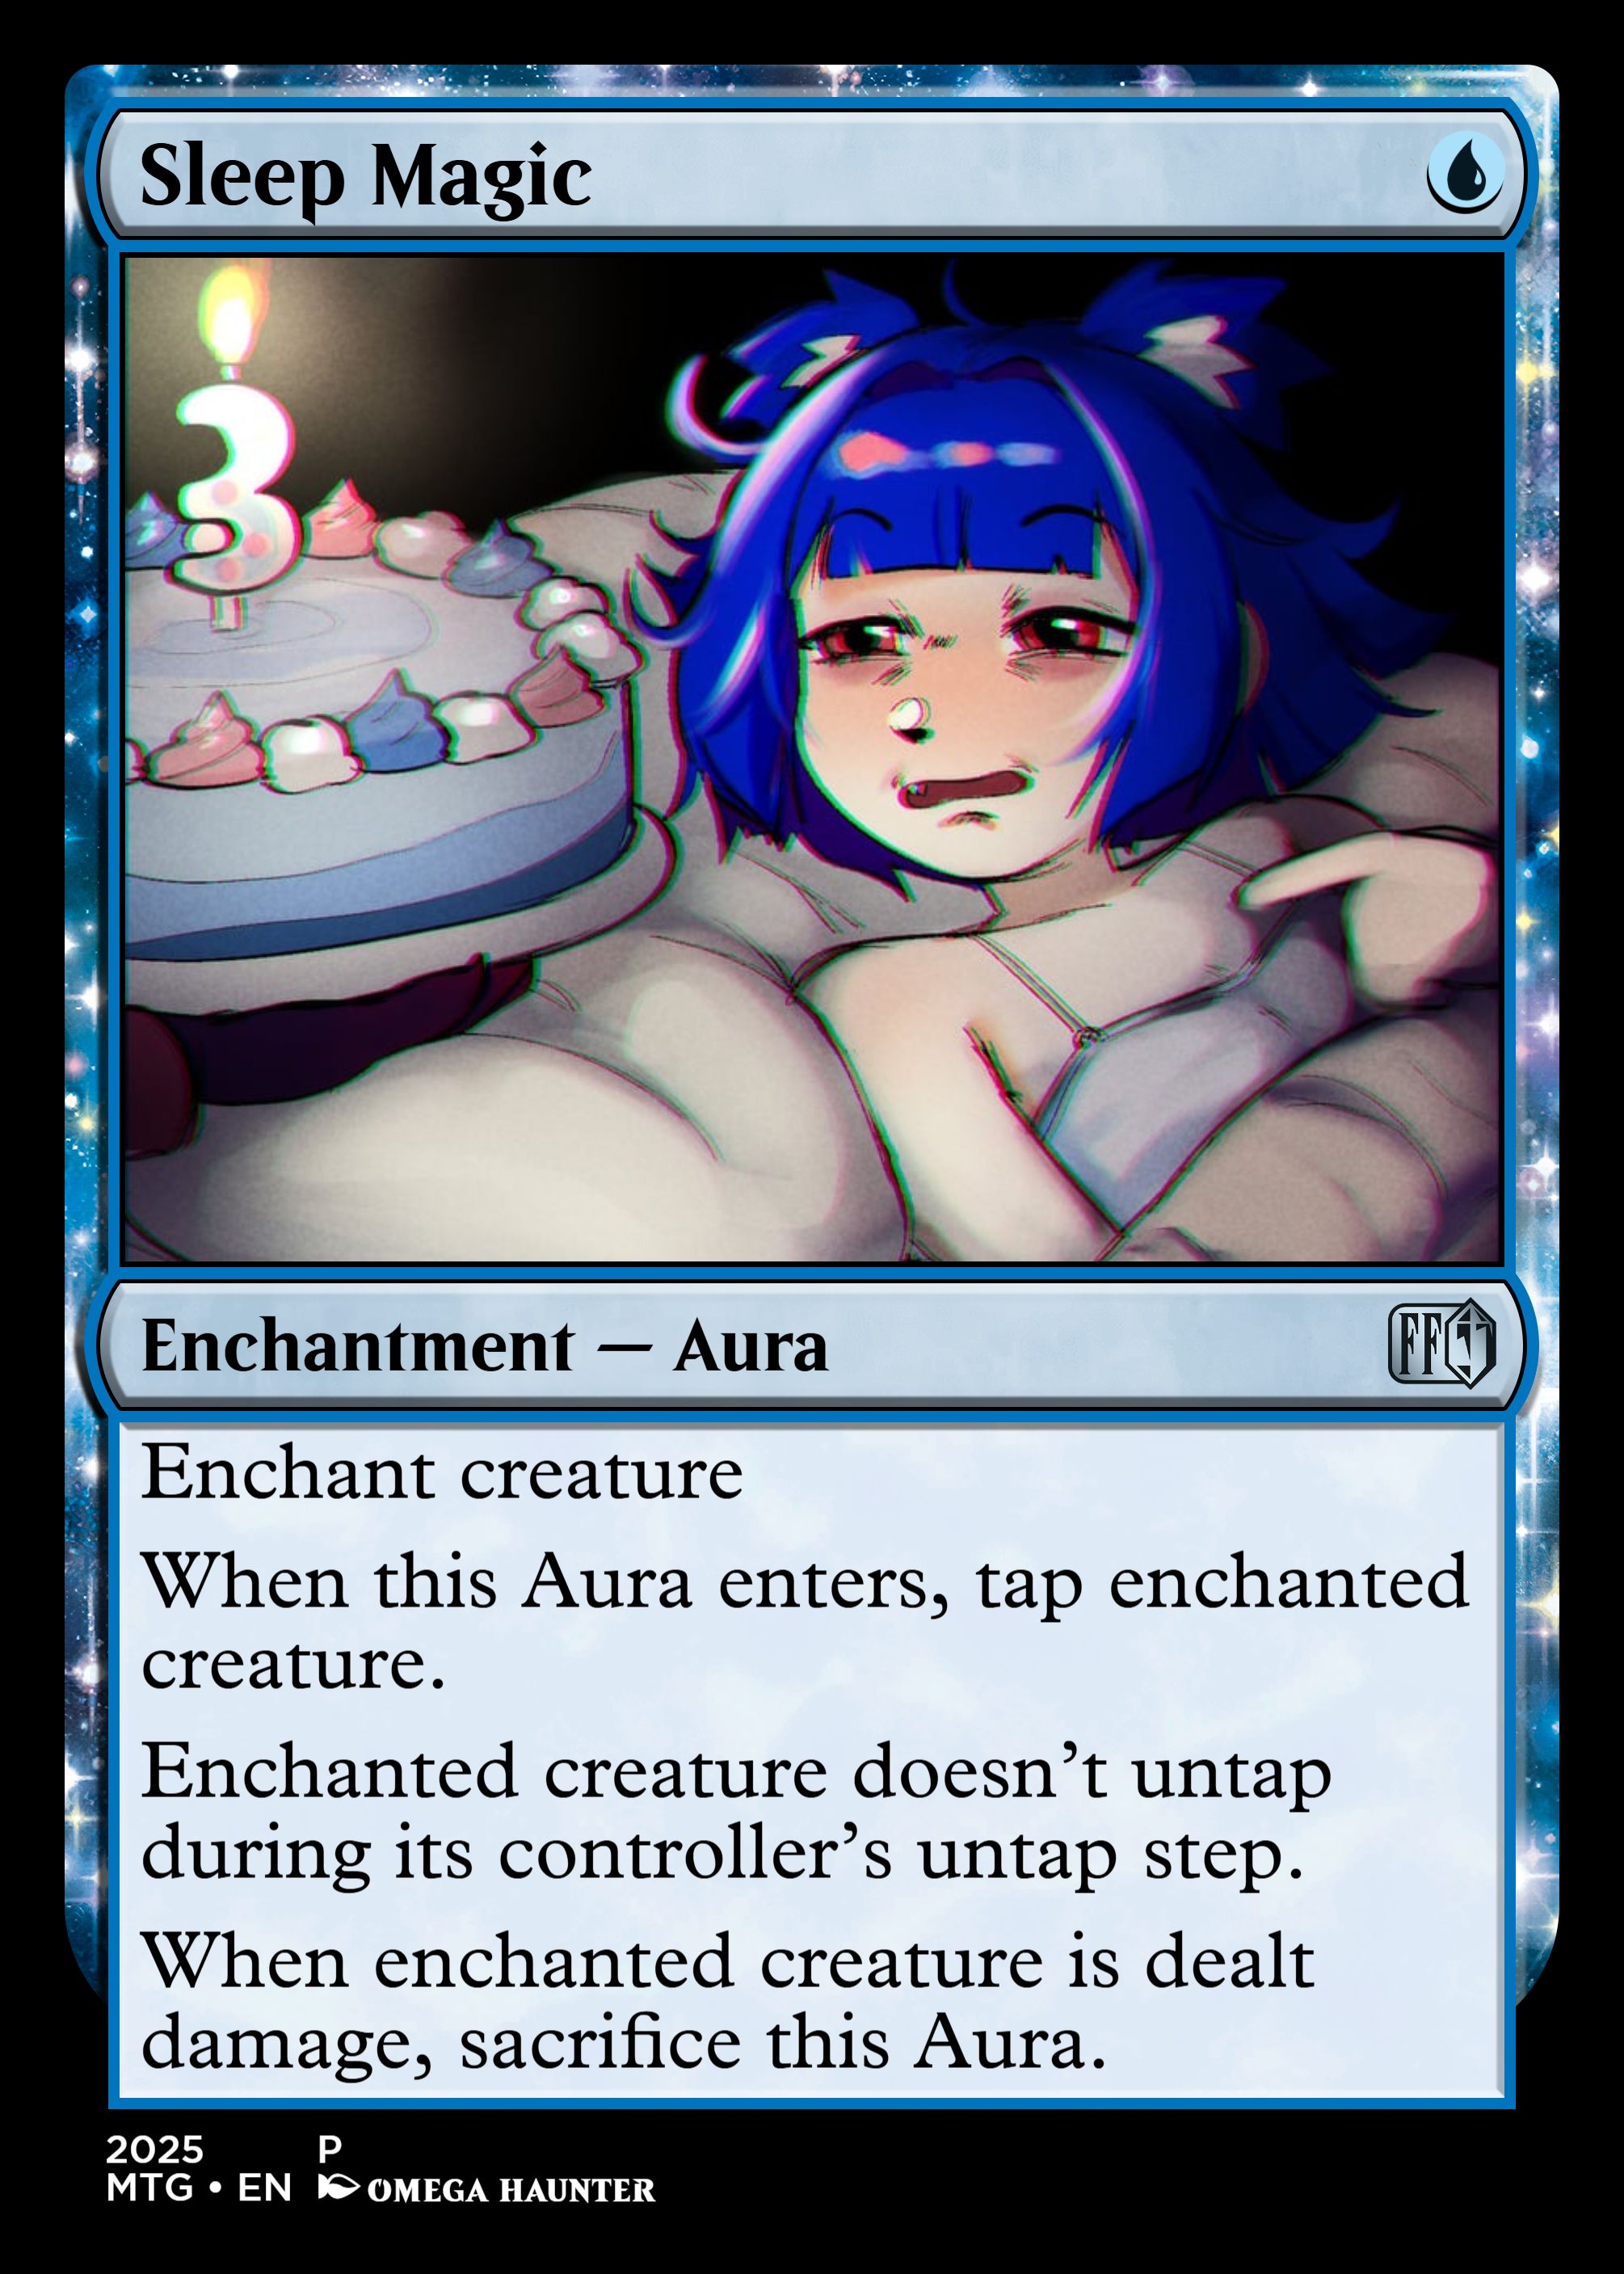 Sleep Magic
3
Enchantment — Aura
FF
Enchant creature
When this Aura enters, tap enchanted
creature.
Enchanted creature doesn’t untap
during its controller’s untap step.
When enchanted creature is dealt
damage, sacrifice this Aura.
2025 P
MTG • EN OMEGA HAUNTER